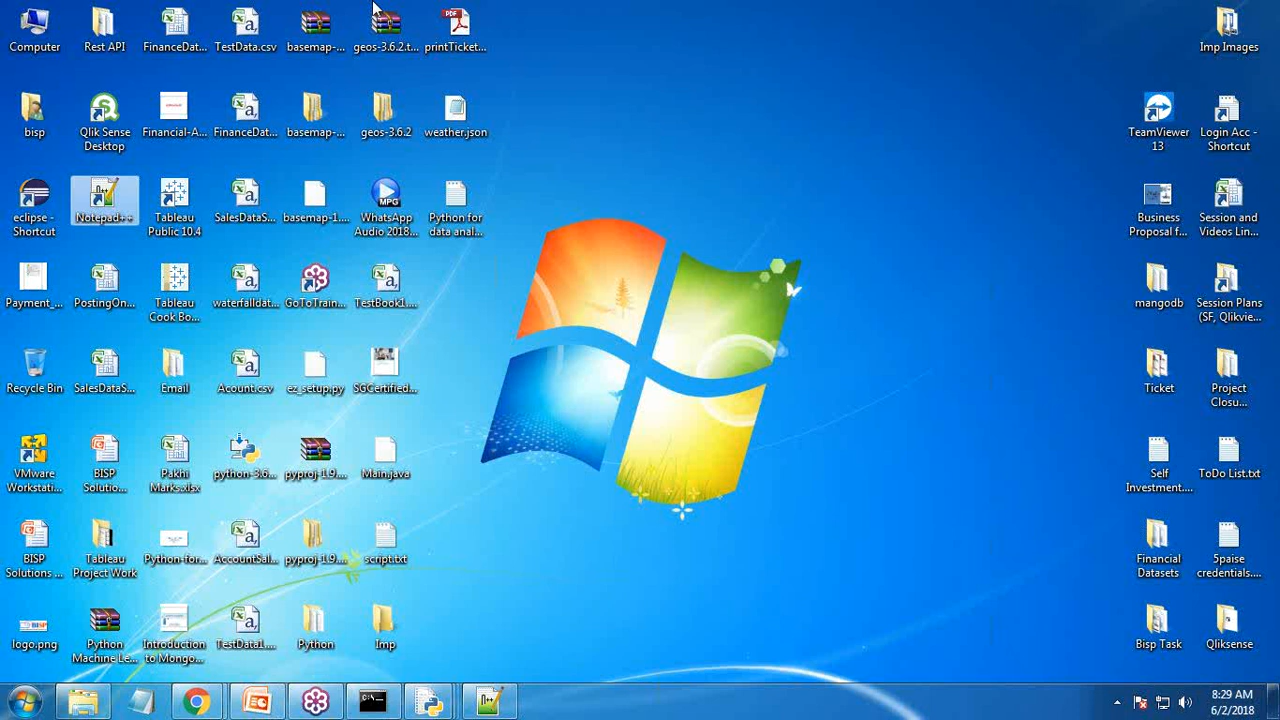 Computer
Rest API
FinanceDat...
TestData.csv
basemap-...
geos-3.6.2.t...
printTicket...
Imp Images
bisp
Qlik Sense
Desktop
Financial-A...
FinanceDat...
basemap-...
geos-3.6.2
weather.json
TeamViewer
13
Login Acc -
Shortcut
eclipse -
Shortcut
Notepad++
Tableau
Public 10.4
SalesDataS...
basemap-1....
WhatsApp
Audio 2018...
Python for
data anal...
Business
Proposal f...
Session and
Videos Lin...
Payment_...
PostingOn...
Tableau
Cook Bo...
waterfalldat...
GoToTrain...
TestBook1....
mangodb
Session Plans
(SF, Qlikvie...
Recycle Bin
SalesDataS...
Email
Acount.csv
ez_setup.py
SGCertified...
Ticket
Project
Closu...
VMware
Workstati...
BISP
Solutio...
Pakhi
Marks.xlsx
python-3.6...
pyproj-1.9....
Main.java
Self
Investment....
ToDo List.txt
BISP
Solutions ...
Tableau
Project Work
Python-for...
AccountSal...
pyproj-1.9....
script.txt
Financial
Datasets
5paise
credentials....
logo.png
Python
Machine Le...
Introduction
to Mongo...
TestData1....
Python
Imp
Bisp Task
Qliksense
8:29 AM
6/2/2018